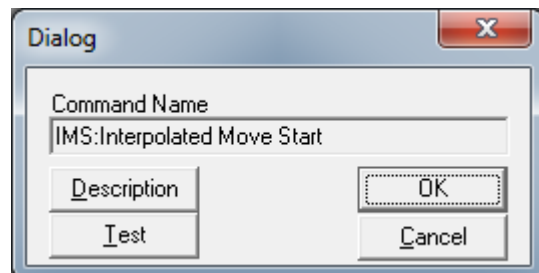 Dialog
Command Name
IMS:Interpolated Move Start
Description
OK
Test
Cancel